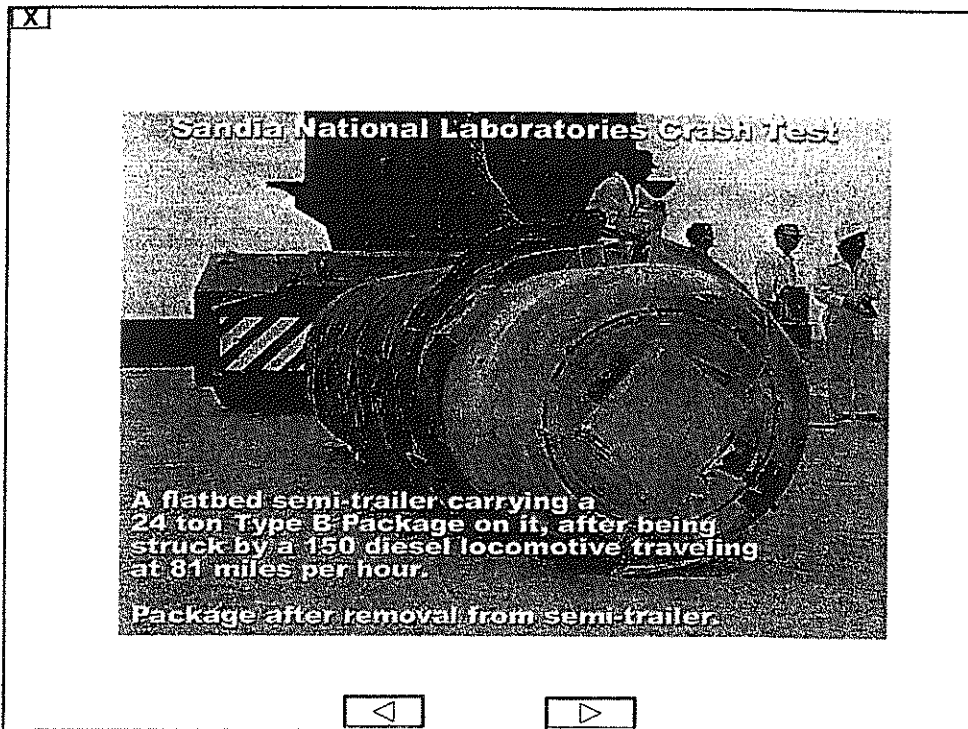 X
Sandia National Laboratories Crash Test
A flatbed semi-trailer carrying a
24 ton Type B Package on it, after being
struck by a 150 diesel locomotive traveling
at 81 miles per hour.
Package after removal from semi-trailer.